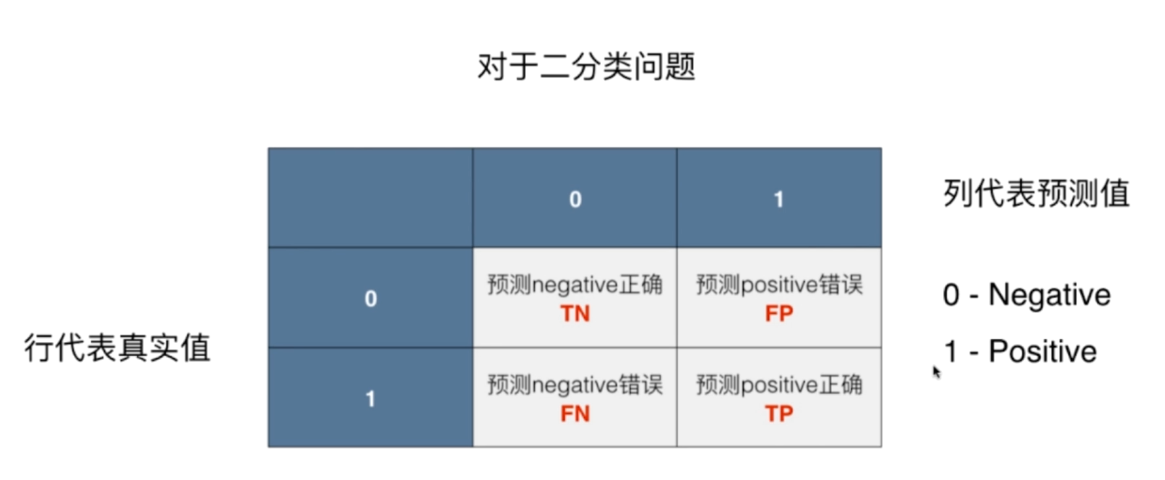 对于二分类问题
0
1
列代表预测值
0
预测negative正确
TN
预测positive错误
FP
0 - Negative
行代表真实值
1
预测negative错误
FN
预测positive正确
TP
1 - Positive